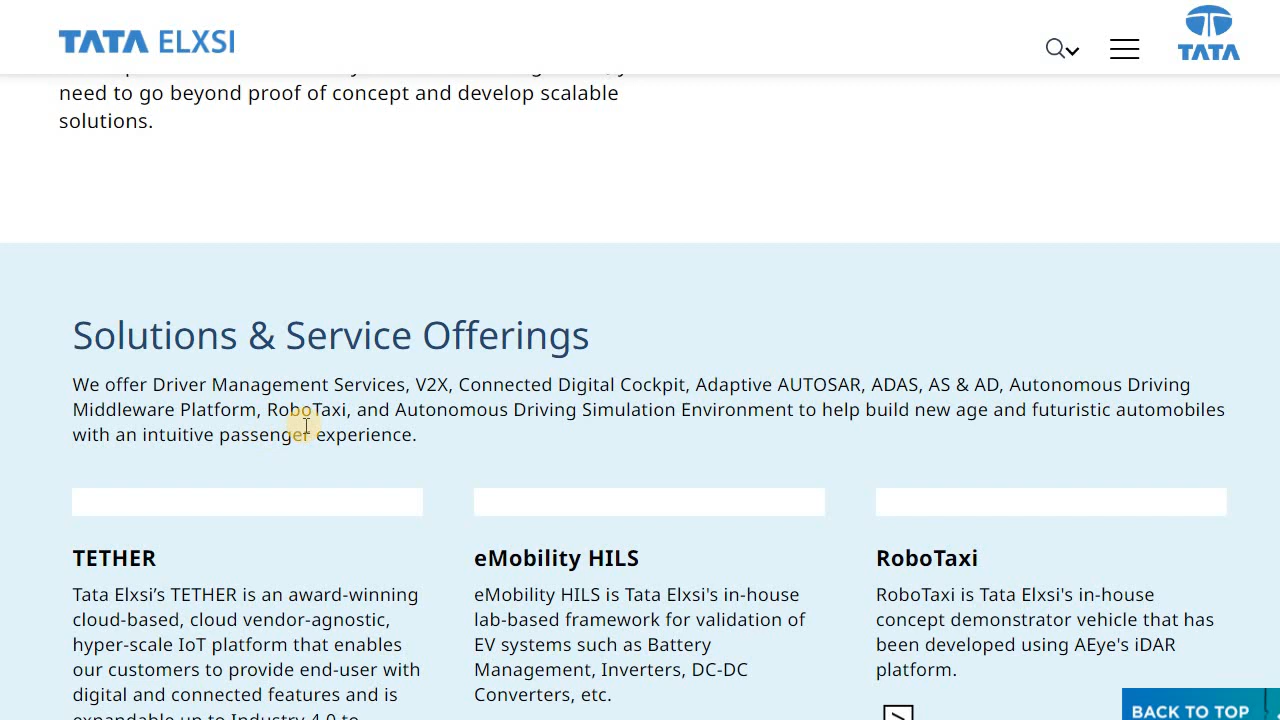 TATA ELXSI
TATA
need to go beyond proof of concept and develop scalable
solutions.
Solutions & Service Offerings
We offer Driver Management Services, V2X, Connected Digital Cockpit, Adaptive AUTOSAR, ADAS, AS & AD, Autonomous Driving
Middleware Platform, RoboTaxi, and Autonomous Driving Simulation Environment to help build new age and futuristic automobiles
with an intuitive passenger experience.
TETHER
Tata Elxsi’s TETHER is an award-winning
cloud-based, cloud vendor-agnostic,
hyper-scale IoT platform that enables
our customers to provide end-user with
digital and connected features and is
expandable up to Industry 4.0 to
eMobility HILS
eMobility HILS is Tata Elxsi's in-house
lab-based framework for validation of
EV systems such as Battery
Management, Inverters, DC-DC
Converters, etc.
RoboTaxi
RoboTaxi is Tata Elxsi's in-house
concept demonstrator vehicle that has
been developed using AEye's iDAR
platform.
BACK TO TOP